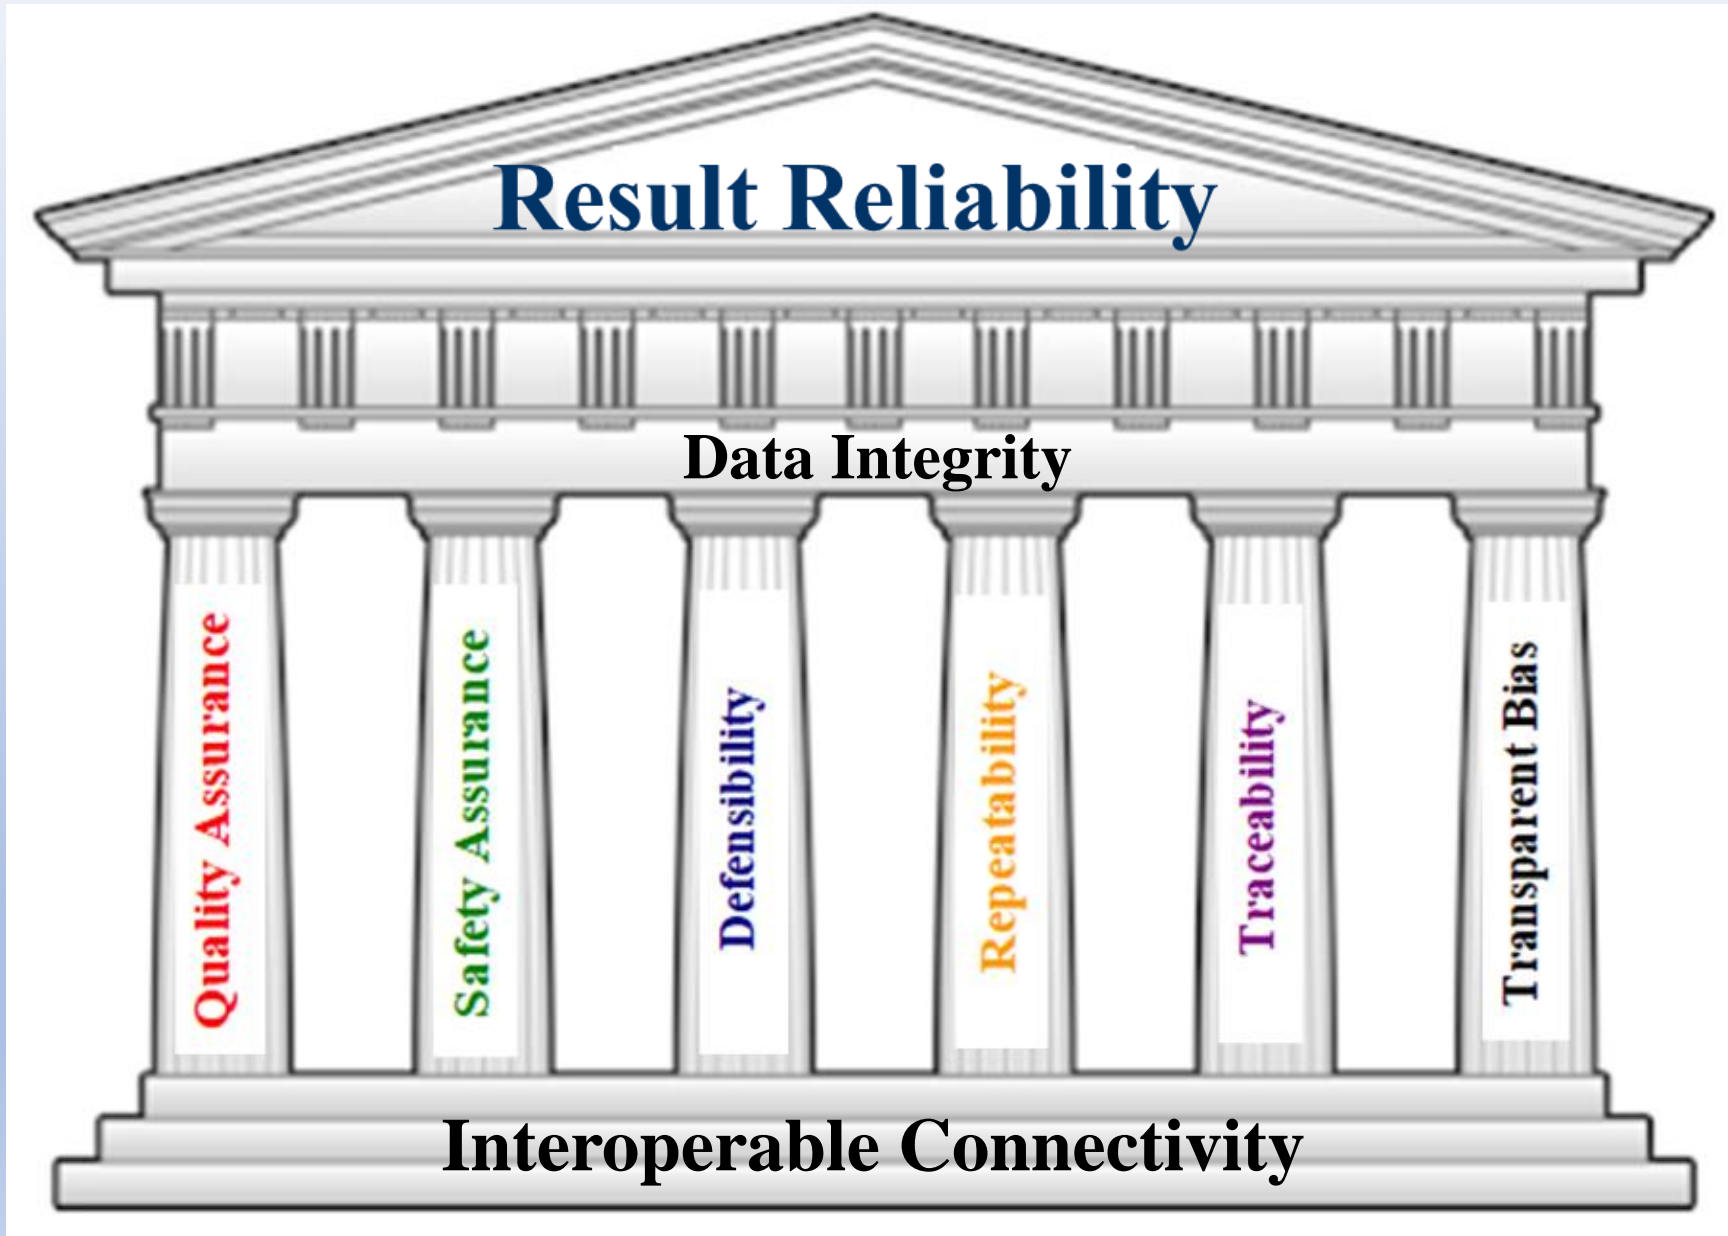 Result Reliability
Data Integrity
Quality Assurance
Safety Assurance
Defensibility
Repeatability
Traceability
Transparent Bias
Interoperable Connectivity